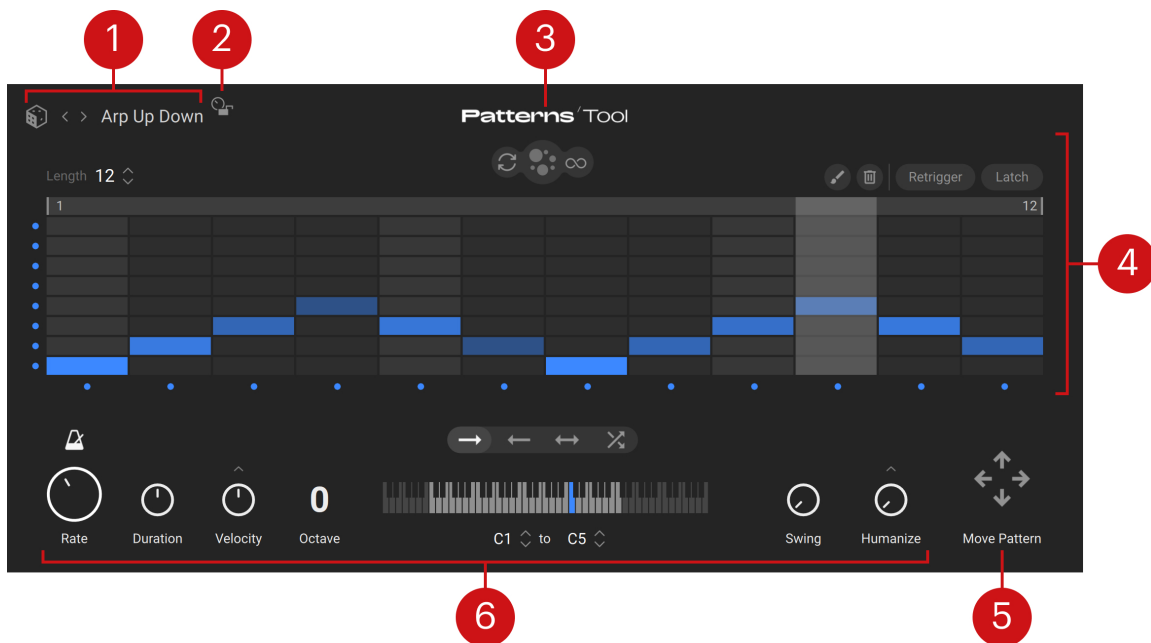 1
2
3
Arp Up Down
Patterns Tool
Length 12
Retrigger Latch
1 12
4
Rate Duration Velocity 0 Octave C1 to C5 Swing Humanize Move Pattern
6
5